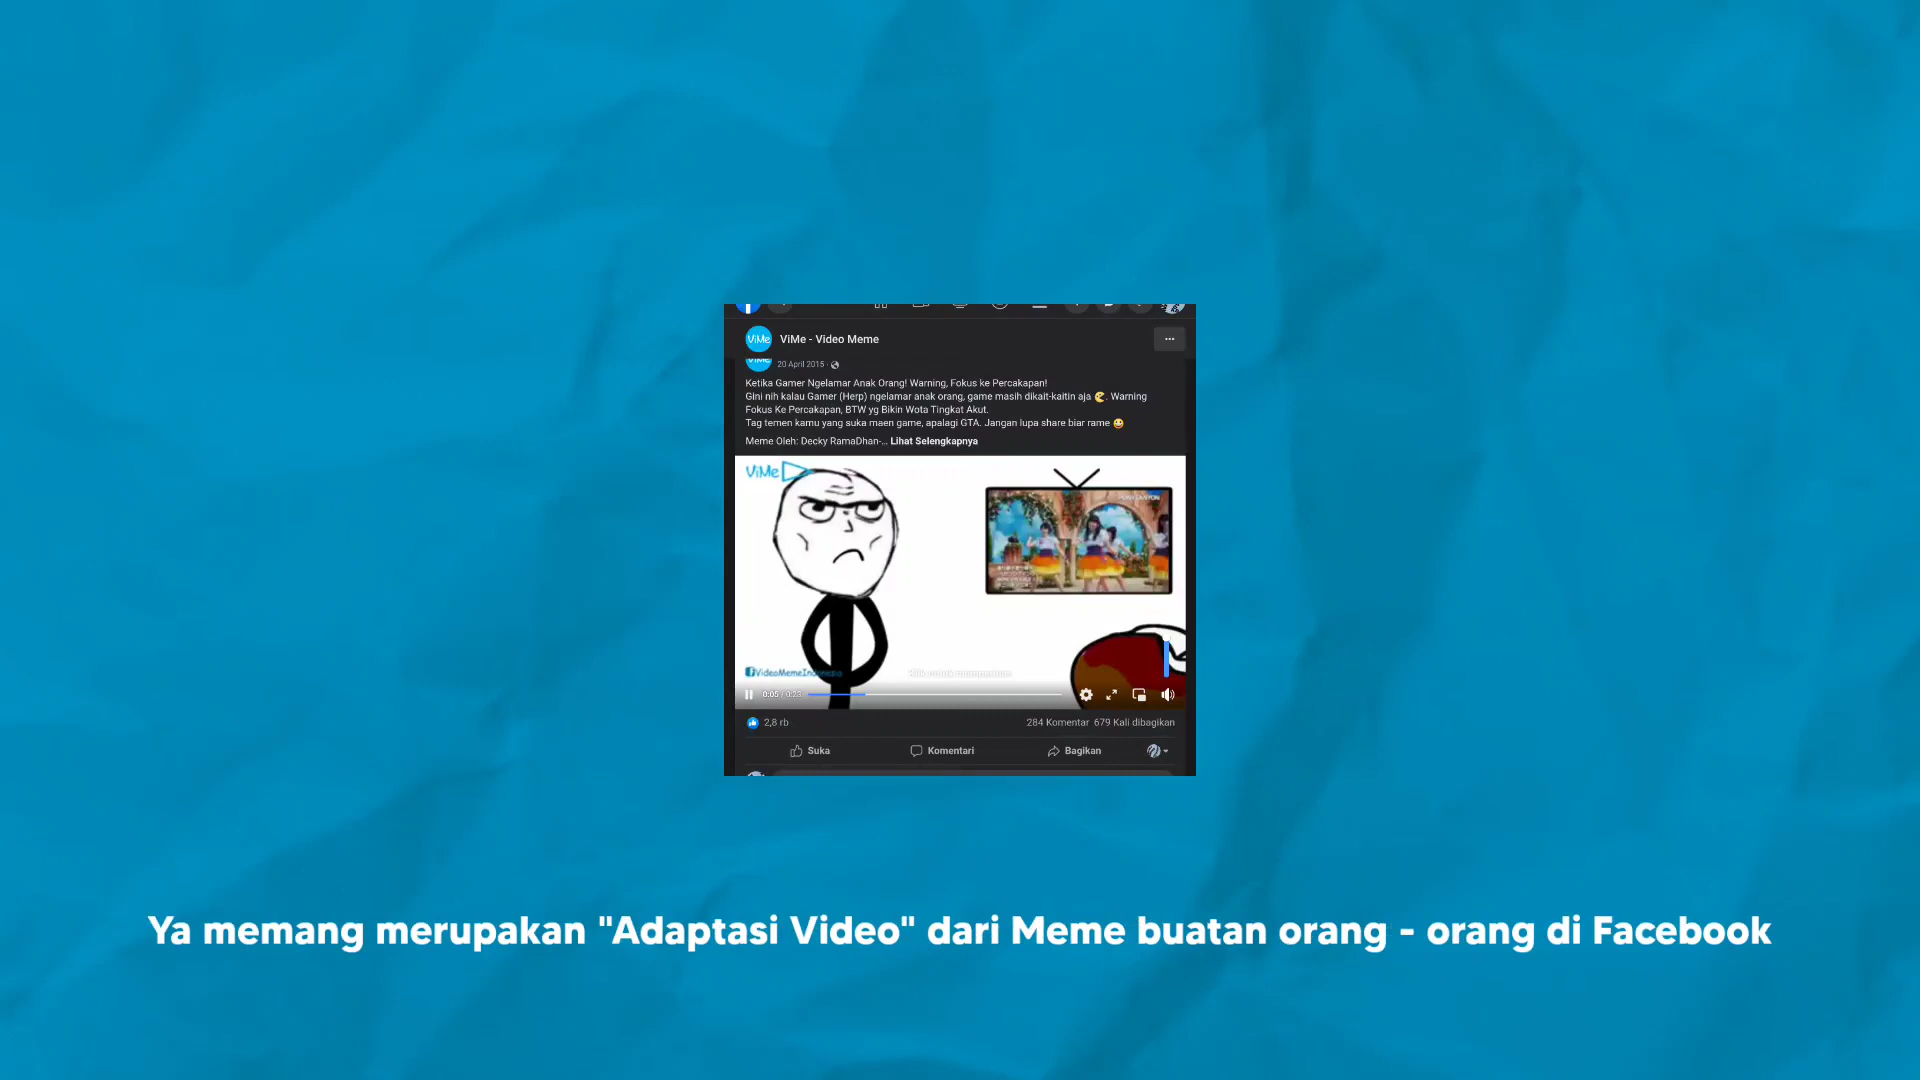 ViMe
ViMe - Video Meme
ViMe
20 April 2015 ·
Ketika Gamer Ngelamar Anak Orang! Warning, Fokus ke Percakapan!
Gini nih kalau Gamer (Herp) ngelamar anak orang, game masih dikait-kaitin aja . Warning
Fokus Ke Percakapan, BTW yg Bikin Wota Tingkat Akut.
Tag temen kamu yang suka maen game, apalagi GTA. Jangan lupa share biar rame
Meme Oleh: Decky RamaDhan-... Lihat Selengkapnya
ViMe
VideoMemeIndonesia
0:05 / 0:23
2,8 rb
284 Komentar 679 Kali dibagikan
Suka
Komentari
Bagikan
Ya memang merupakan "Adaptasi Video" dari Meme buatan orang - orang di Facebook